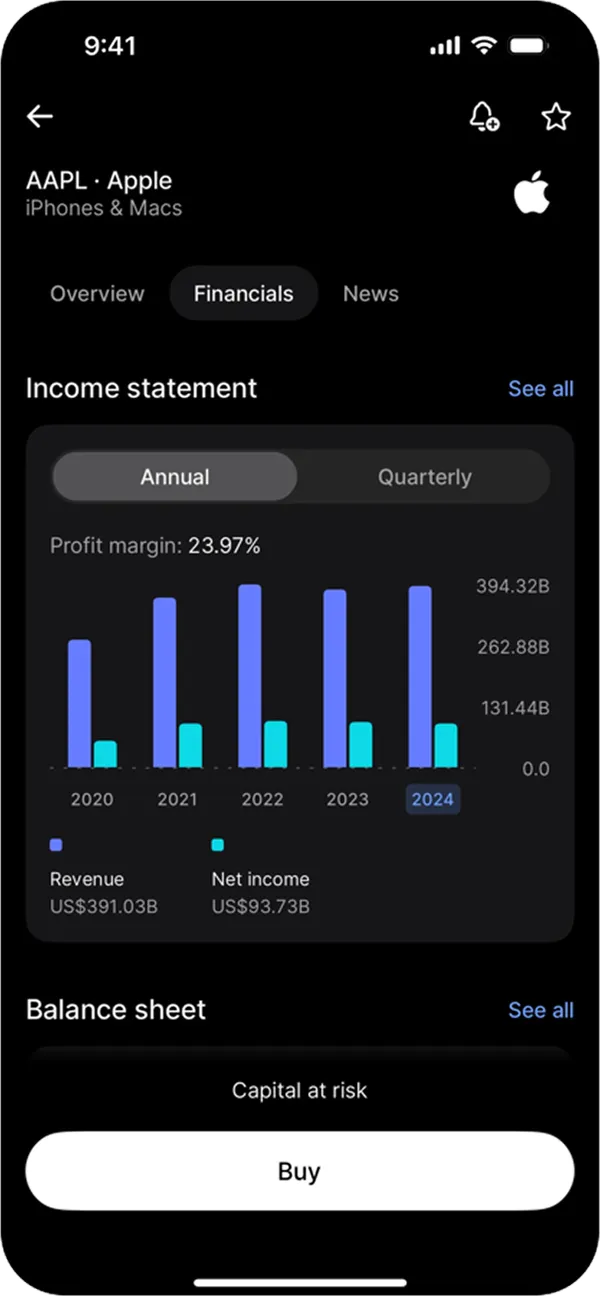 9:41
AAPL · Apple
iPhones & Macs
Overview Financials News
Income statement See all
Annual Quarterly
Profit margin: 23.97%
394.32B
262.88B
131.44B
0.0
2020 2021 2022 2023 2024
Revenue Net income
US$391.03B US$93.73B
Balance sheet See all
Capital at risk
Buy